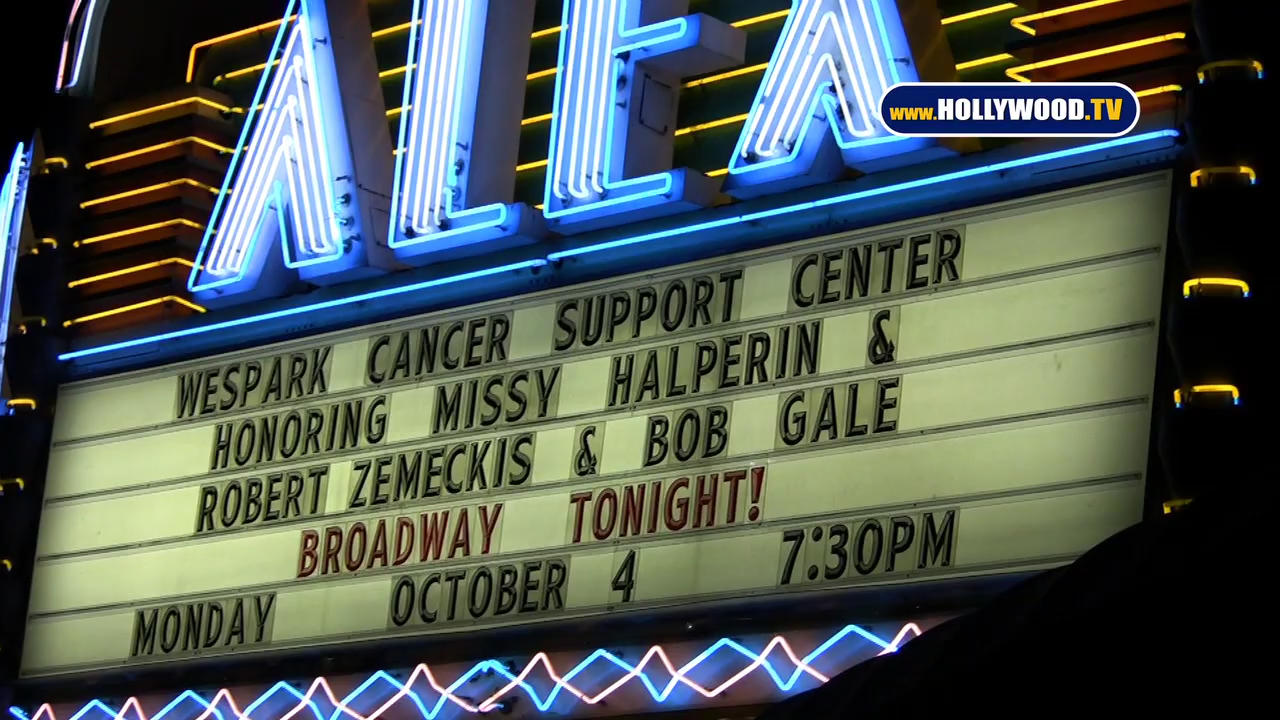 ALEX
www.HOLLYWOOD.TV
WESPARK CANCER SUPPORT CENTER
HONORING MISSY HALPERIN &
ROBERT ZEMECKIS & BOB GALE
BROADWAY TONIGHT!
MONDAY OCTOBER 4 7:30PM